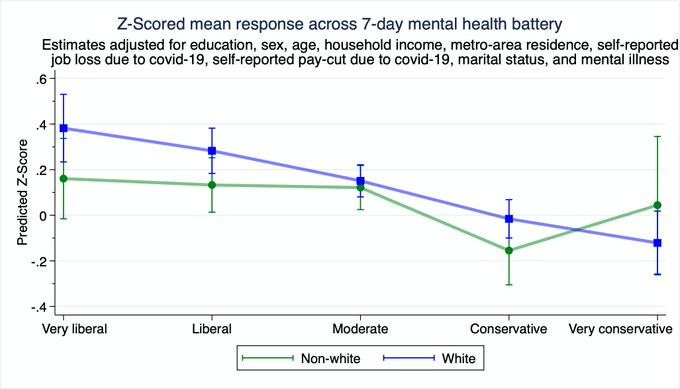 Z-Scored mean response across 7-day mental health battery
Estimates adjusted for education, sex, age, household income, metro-area residence, self-reported
job loss due to covid-19, self-reported pay-cut due to covid-19, marital status, and mental illness
Predicted Z-Score
.6
.4
.2
0
-.2
-.4
Very liberal
Liberal
Moderate
Conservative
Very conservative
Non-white
White